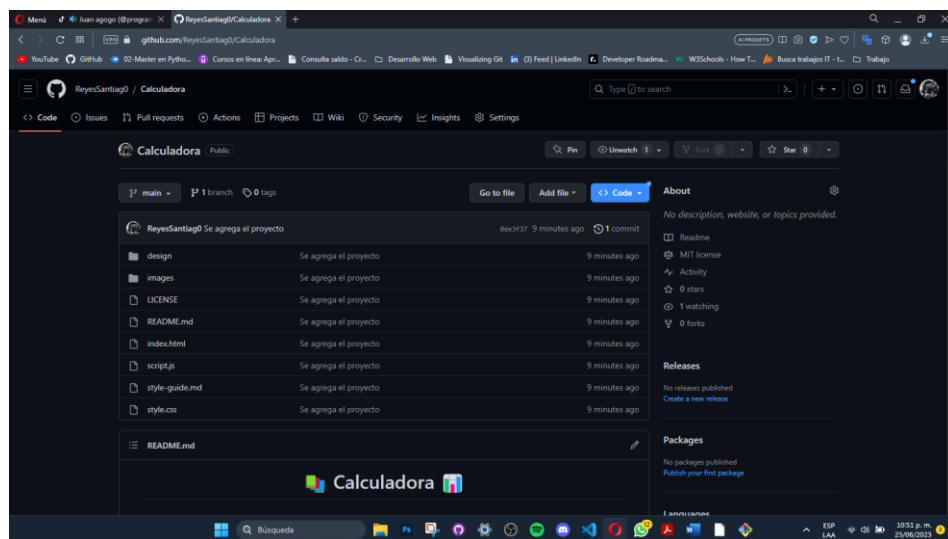 Menú Juan agogo (@program ReyesSantiag0/Calculadora
VPN github.com/ReyesSantiag0/Calculadora AI PROMPTS
YouTube GitHub 02-Master en Pytho... Cursos en línea: Apr... Consulta saldo - Cr... Desarrollo Web Visualizing Git (3) Feed | LinkedIn Developer Roadma... W3Schools - How T... Busca trabajos IT - t... Trabajo
ReyesSantiag0 / Calculadora Type / to search
Code Issues Pull requests Actions Projects Wiki Security Insights Settings
Calculadora Public Pin Unwatch 1 Fork 0 Star 0
main 1 branch 0 tags Go to file Add file Code
About
No description, website, or topics provided.
Readme
MIT license
Activity
0 stars
1 watching
0 forks
ReyesSantiag0 Se agrega el proyecto 0de3f37 9 minutes ago 1 commit
design Se agrega el proyecto 9 minutes ago
images Se agrega el proyecto 9 minutes ago
LICENSE Se agrega el proyecto 9 minutes ago
README.md Se agrega el proyecto 9 minutes ago
index.html Se agrega el proyecto 9 minutes ago
script.js Se agrega el proyecto 9 minutes ago
style-guide.md Se agrega el proyecto 9 minutes ago
style.css Se agrega el proyecto 9 minutes ago
Releases
No releases published
Create a new release
README.md
Calculadora
Packages
No packages published
Publish your first package
Languages
Búsqueda
ESP
LAA
10:51 p. m.
25/06/2023